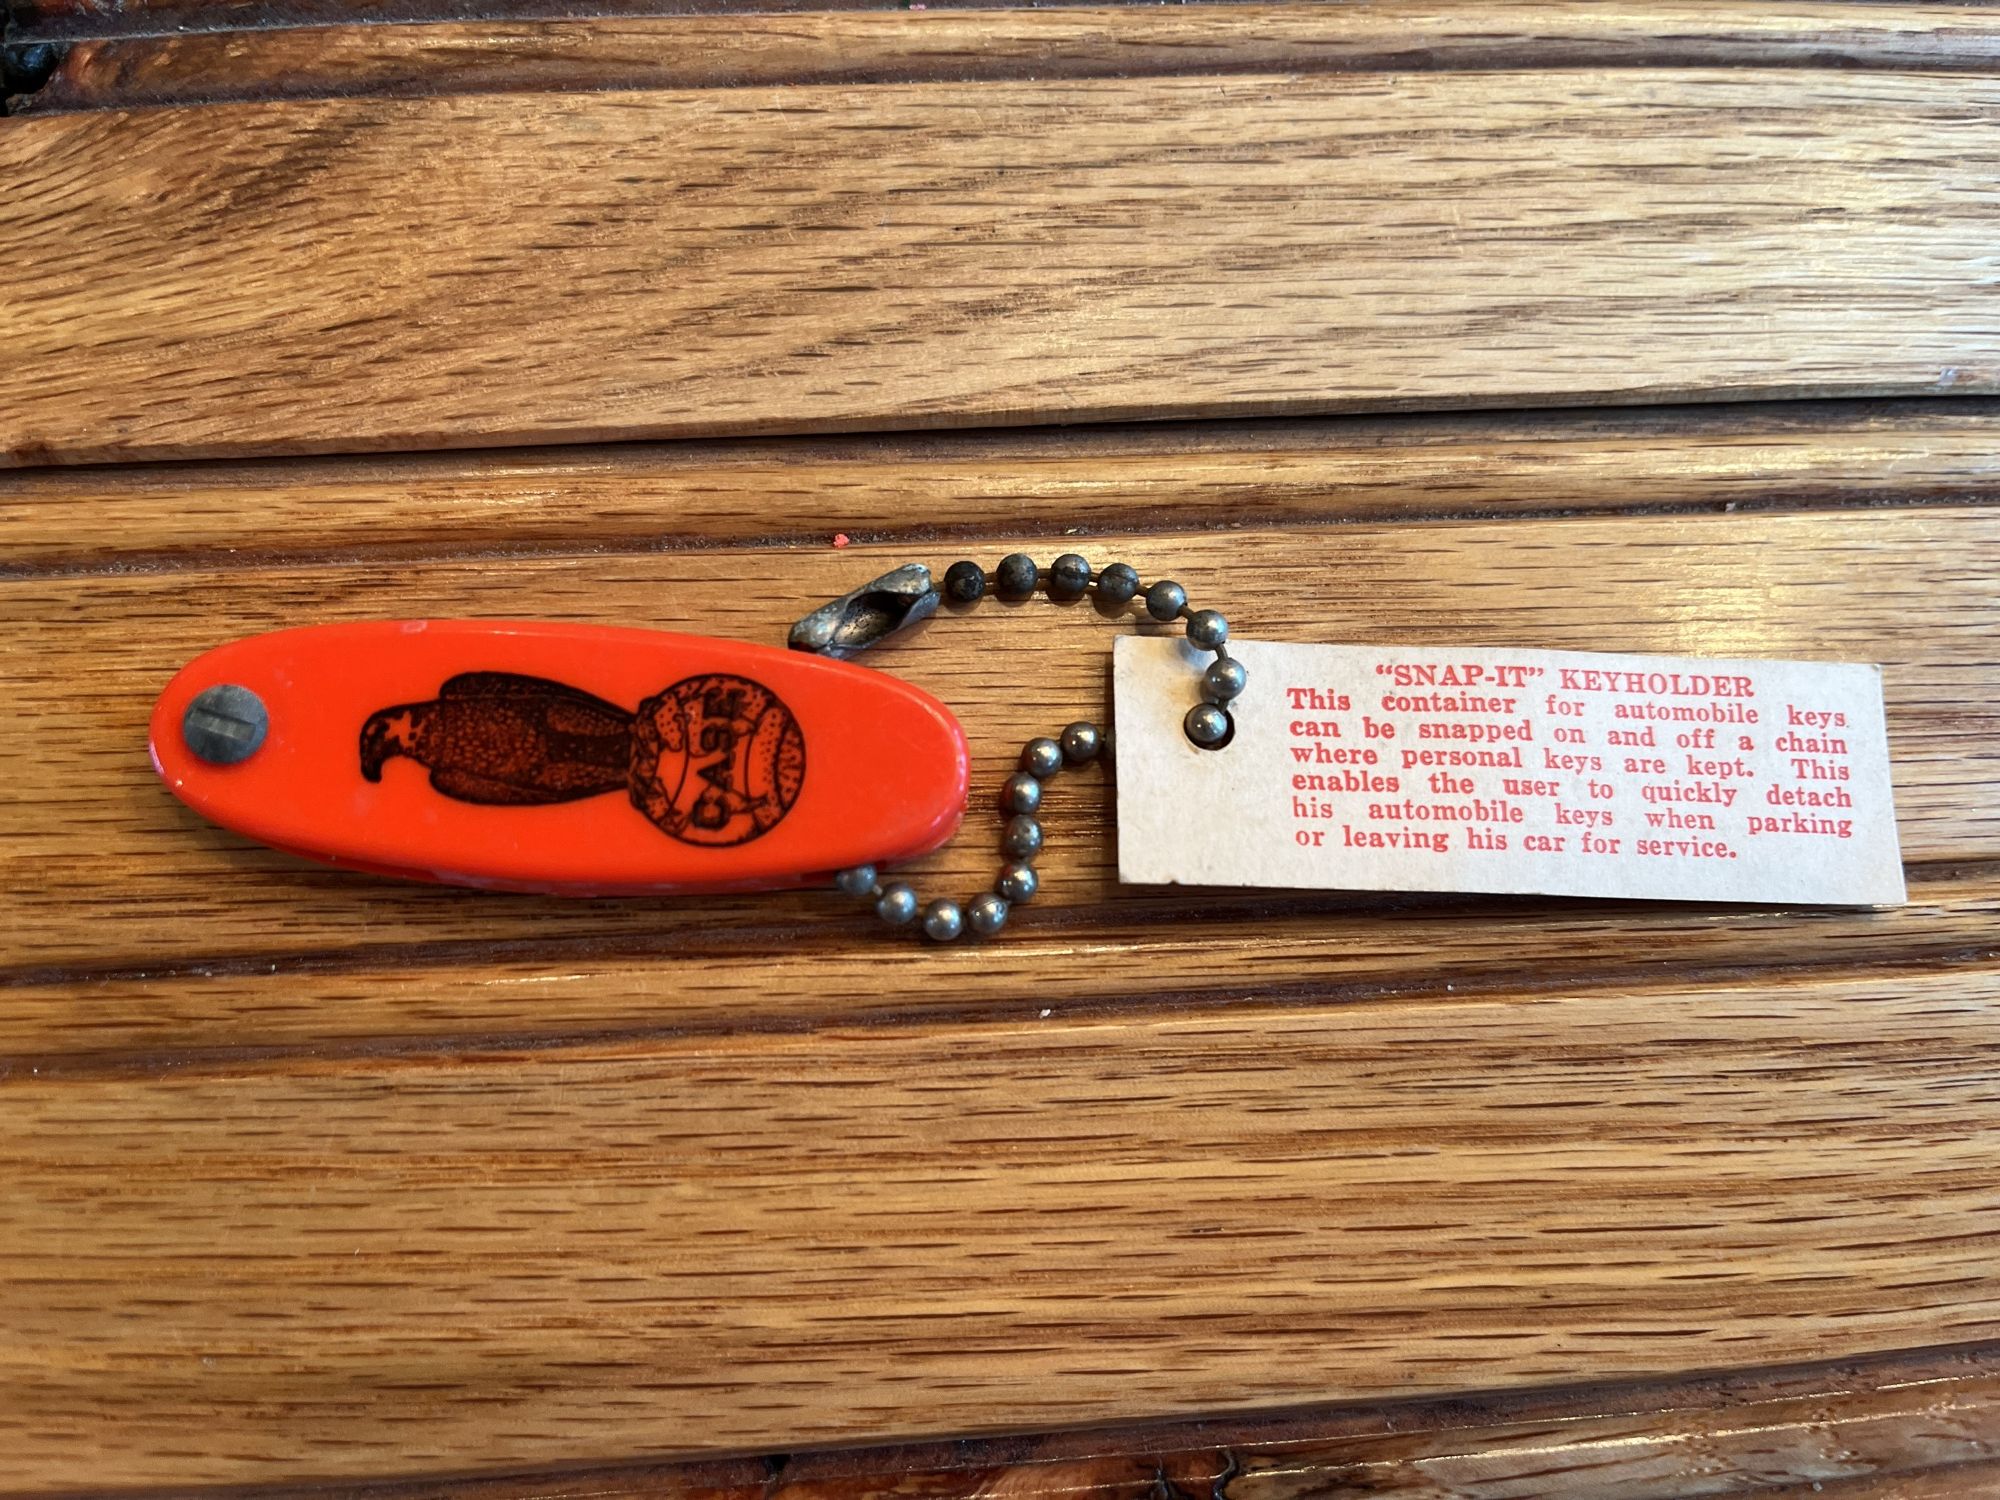 CASE
“SNAP-IT” KEYHOLDER
This container for automobile keys
can be snapped on and off a chain
where personal keys are kept. This
enables the user to quickly detach
his automobile keys when parking
or leaving his car for service.